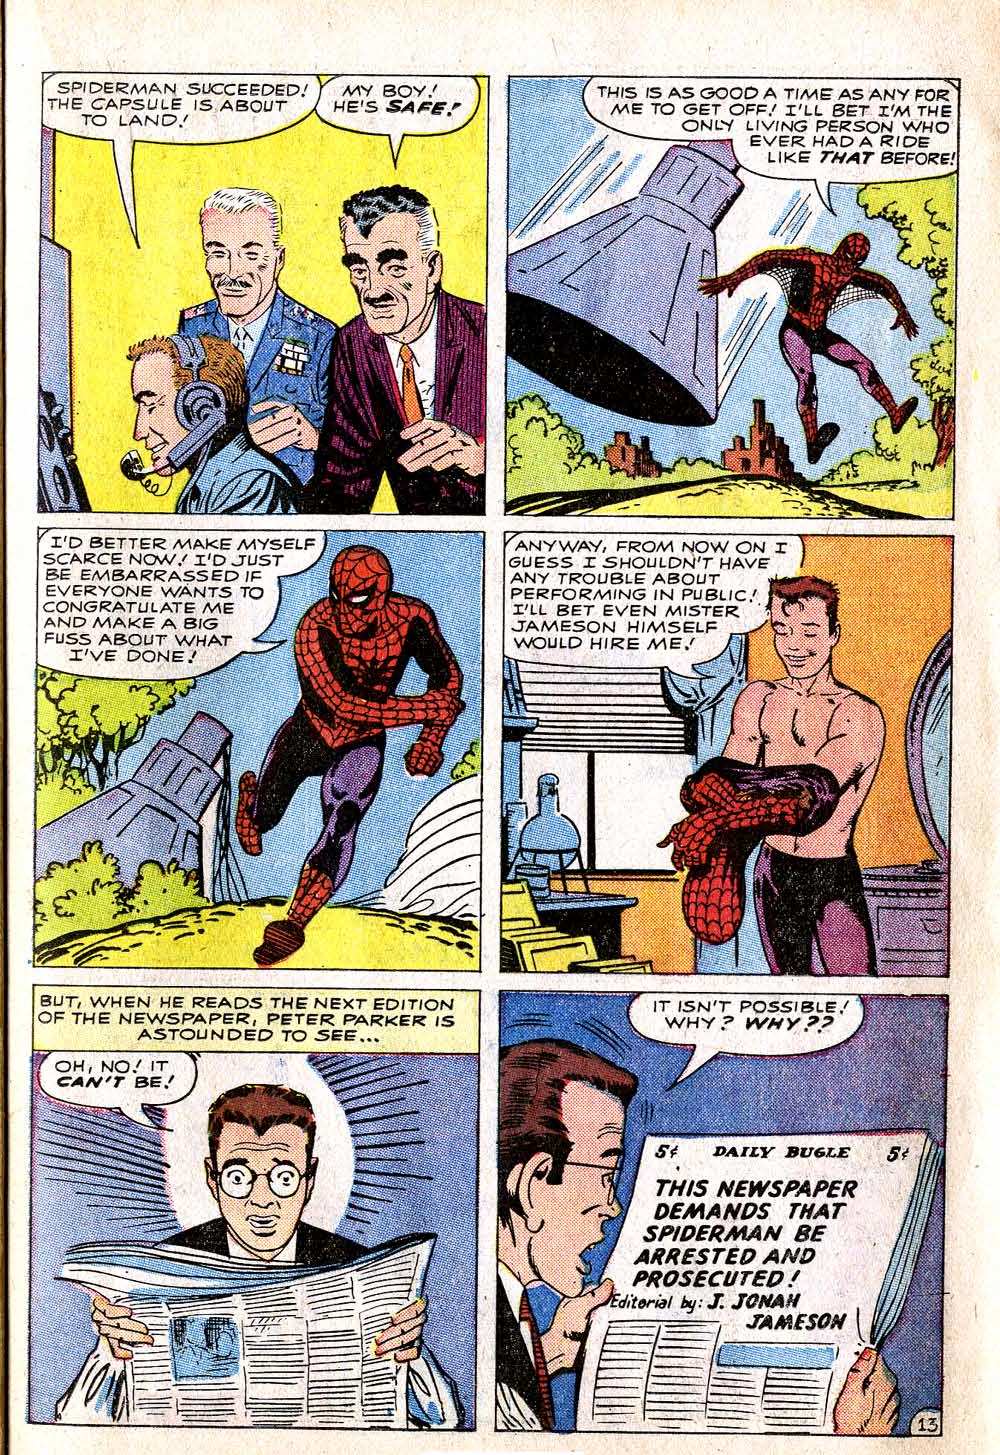 SPIDERMAN SUCCEEDED!
THE CAPSULE IS ABOUT
TO LAND!
MY BOY!
HE'S SAFE!
THIS IS AS GOOD A TIME AS ANY FOR
ME TO GET OFF! I'LL BET I'M THE
ONLY LIVING PERSON WHO
EVER HAD A RIDE
LIKE THAT BEFORE!
I'D BETTER MAKE MYSELF
SCARCE NOW! I'D JUST
BE EMBARRASSED IF
EVERYONE WANTS TO
CONGRATULATE ME
AND MAKE A BIG
FUSS ABOUT WHAT
I'VE DONE!
ANYWAY, FROM NOW ON I
GUESS I SHOULDN'T HAVE
ANY TROUBLE ABOUT
PERFORMING IN PUBLIC!
I'LL BET EVEN MISTER
JAMESON HIMSELF
WOULD HIRE ME!
BUT, WHEN HE READS THE NEXT EDITION
OF THE NEWSPAPER, PETER PARKER IS
ASTOUNDED TO SEE...
OH, NO! IT
CAN'T BE!
IT ISN'T POSSIBLE!
WHY? WHY??
5¢ DAILY BUGLE 5¢
THIS NEWSPAPER
DEMANDS THAT
SPIDERMAN BE
ARRESTED AND
PROSECUTED!
Editorial by: J. JONAH
JAMESON
13